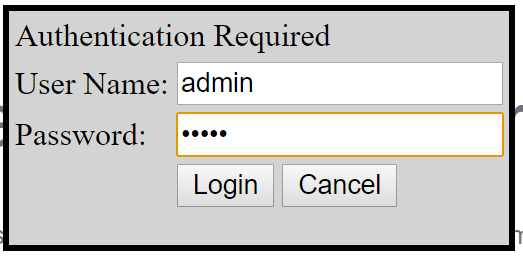 Authentication Required
User Name: admin
Password: •••••
Login Cancel